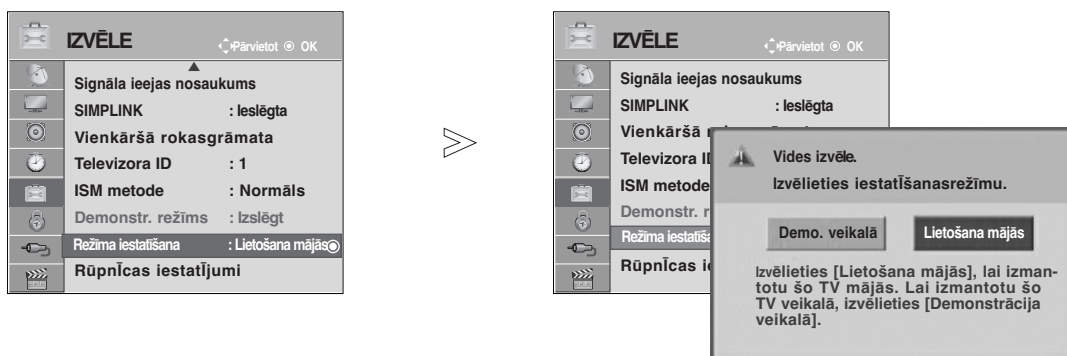 IZVĒLE
Pārvietot OK
Signāla ieejas nosaukums
SIMPLINK : Ieslēgta
Vienkāršā rokasgrāmata
Televizora ID : 1
ISM metode : Normāls
Demonstr. režīms : Izslēgt
Režīma iestatīšana : Lietošana mājās
Rūpnīcas iestatījumi
IZVĒLE
Pārvietot OK
Signāla ieejas nosaukums
SIMPLINK : Ieslēgta
Vienkāršā
Televizora
ISM metode
Demonstr.
Režīma
Rūpnīcas
Vides izvēle.
Izvēlieties iestatīšanasrežīmu.
Demo. veikalā Lietošana mājās
Izvēlieties [Lietošana mājās], lai izman-
totu šo TV mājās. Lai izmantotu šo
TV veikalā, izvēlieties [Demonstrācija
veikalā].